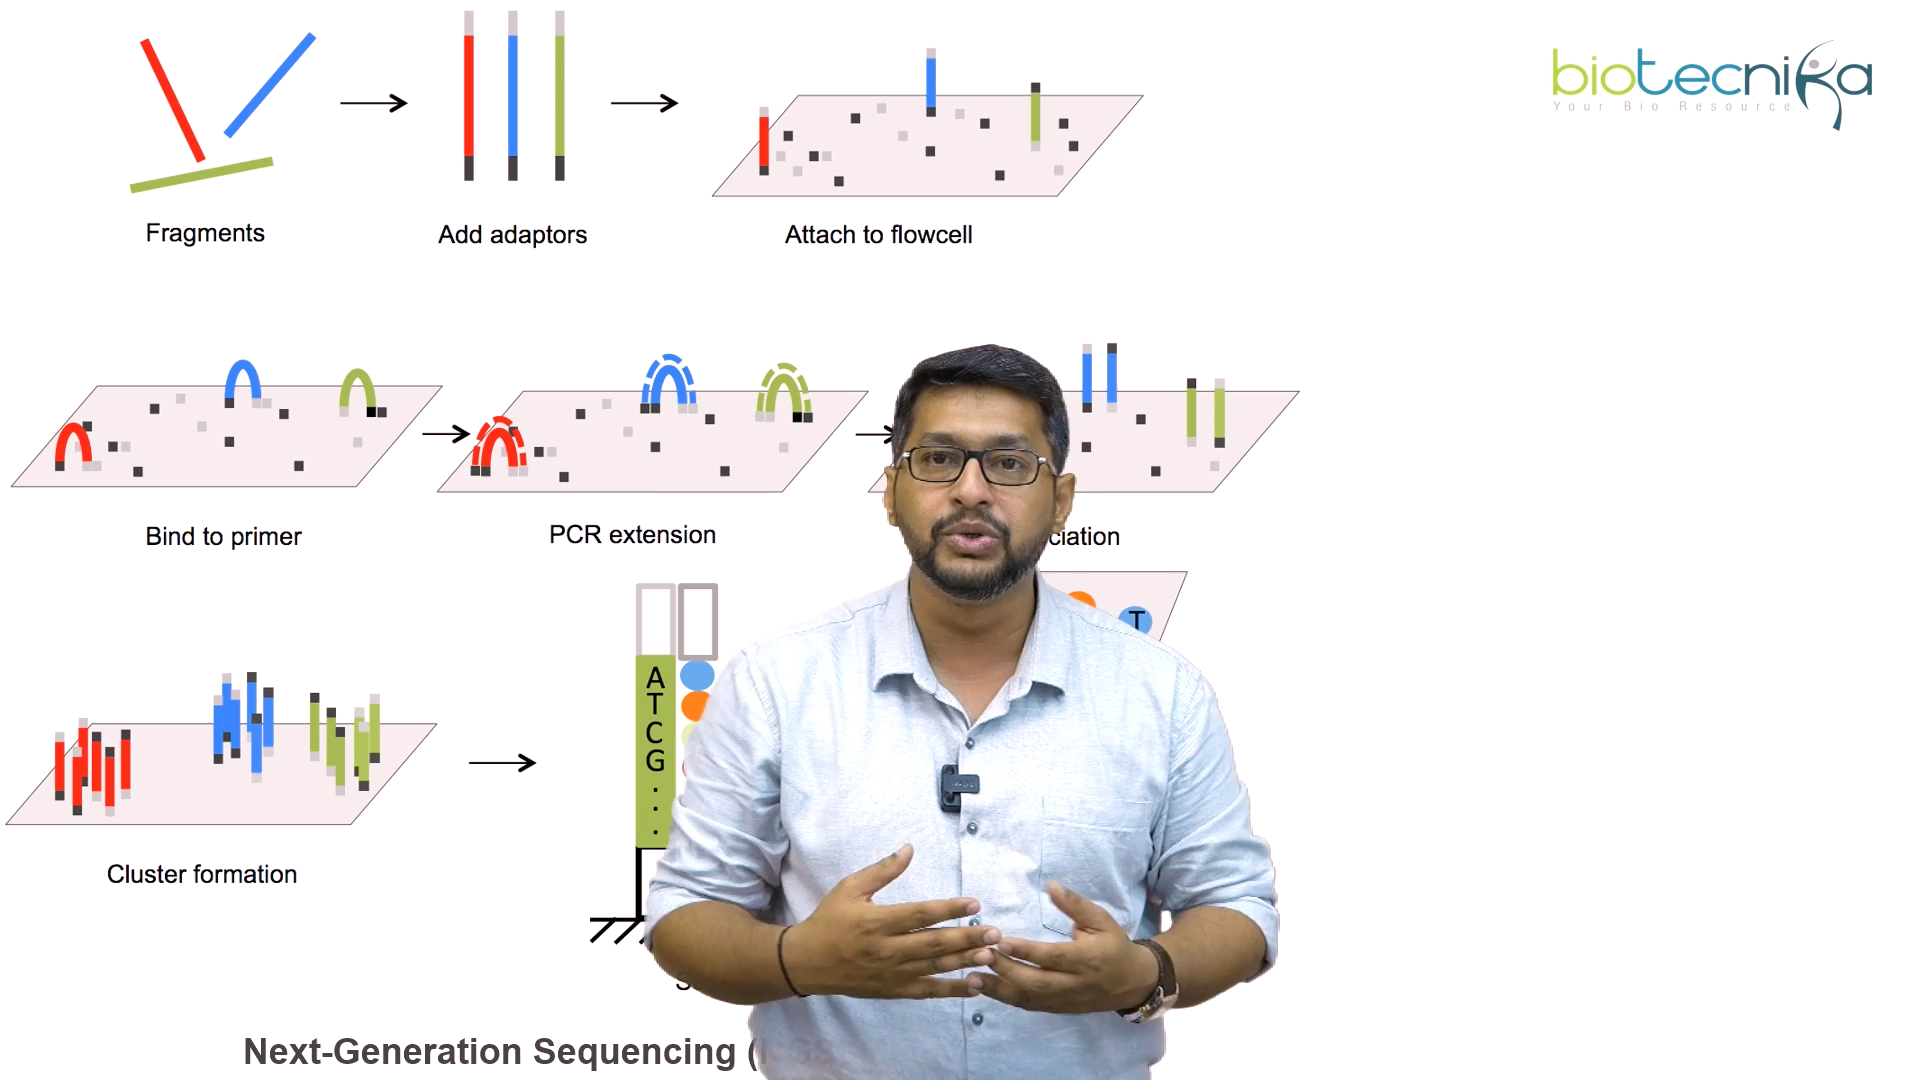 biotecnika
Your Bio Resource
Fragments
Add adaptors
Attach to flowcell
Bind to primer
PCR extension
ciation
T
A
T
C
G
.
.
.
Cluster formation
Next-Generation Sequencing (